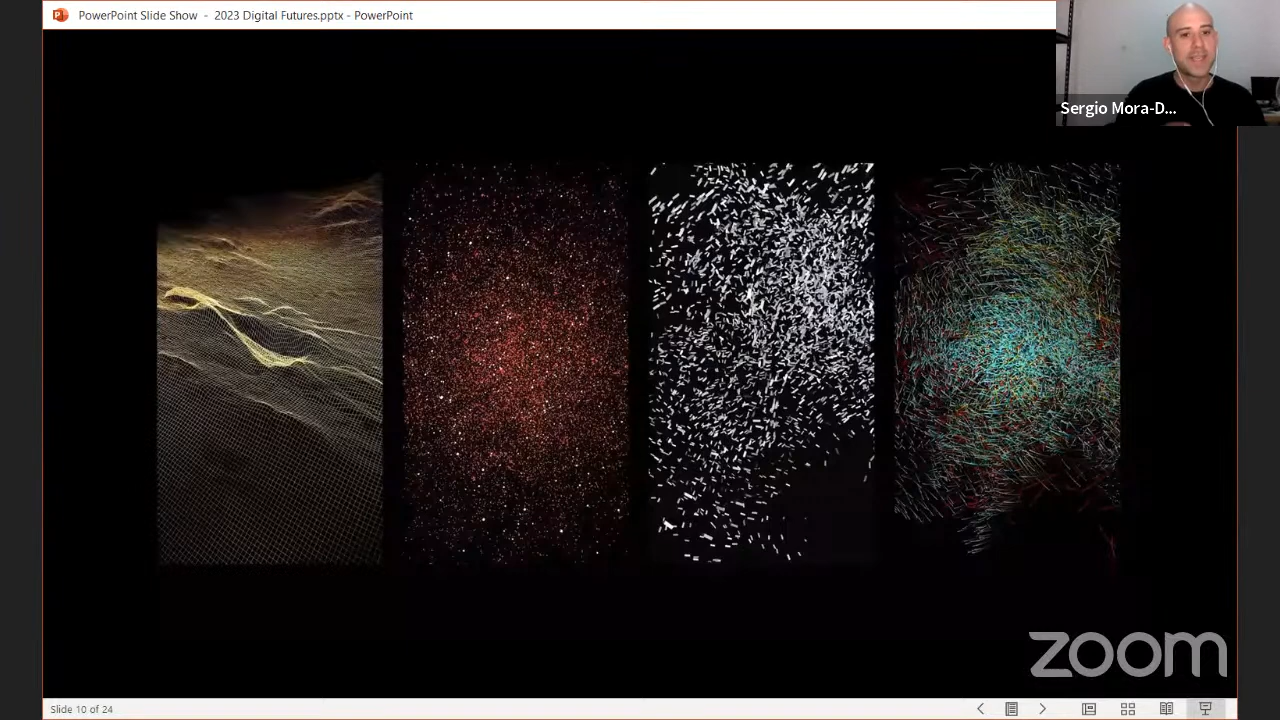 PowerPoint Slide Show - 2023 Digital Futures.pptx - PowerPoint
Sergio Mora-D...
zoom
Slide 10 of 24